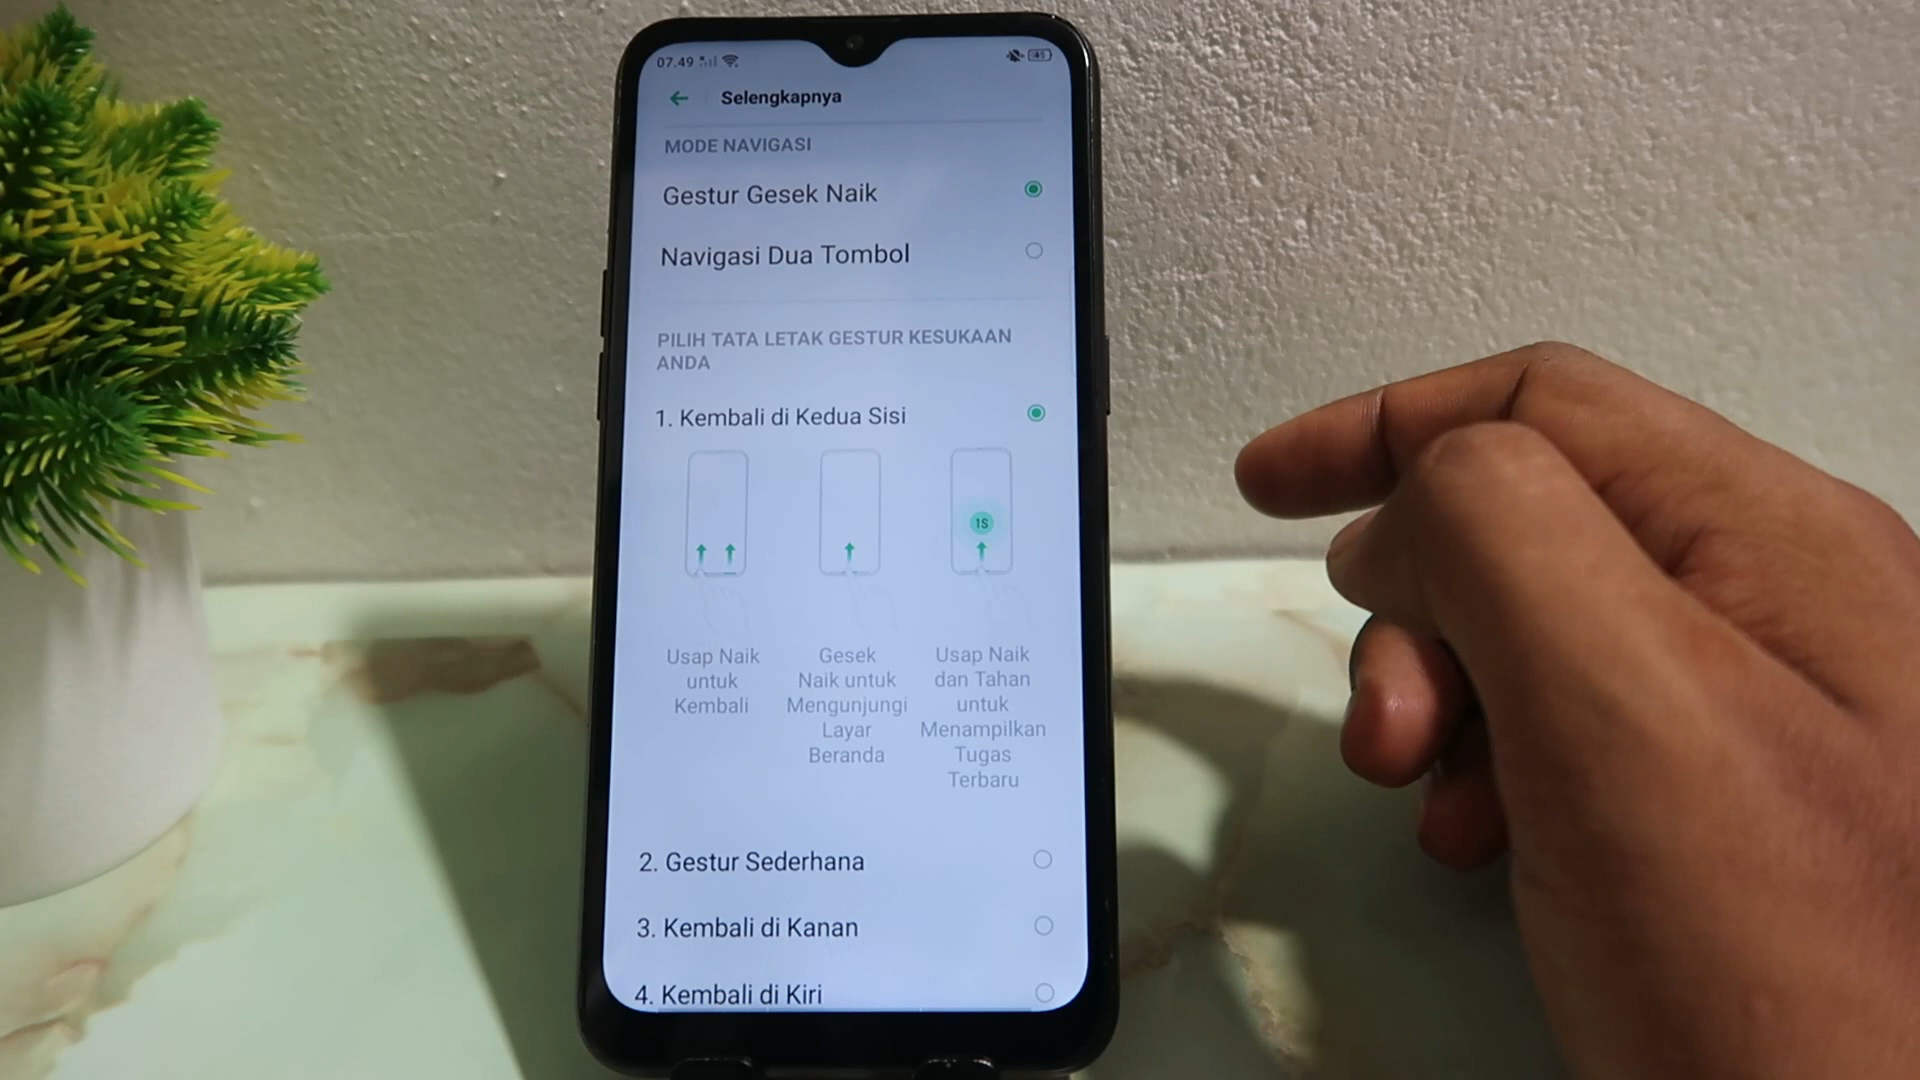 07.49
Selengkapnya
MODE NAVIGASI
Gestur Gesek Naik
Navigasi Dua Tombol
PILIH TATA LETAK GESTUR KESUKAAN
ANDA
1. Kembali di Kedua Sisi
1S
Usap Naik
untuk
Kembali
Gesek
Naik untuk
Mengunjungi
Layar
Beranda
Usap Naik
dan Tahan
untuk
Menampilkan
Tugas
Terbaru
2. Gestur Sederhana
3. Kembali di Kanan
4. Kembali di Kiri